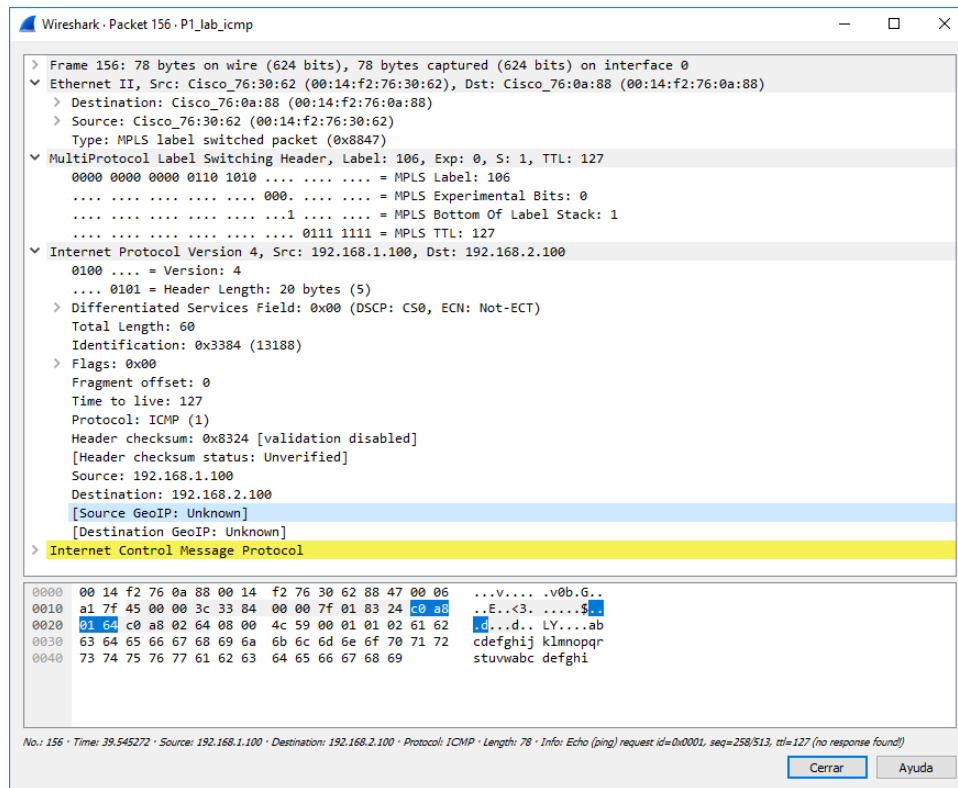 Wireshark · Packet 156 · P1_lab_icmp
> Frame 156: 78 bytes on wire (624 bits), 78 bytes captured (624 bits) on interface 0
Ethernet II, Src: Cisco_76:30:62 (00:14:f2:76:30:62), Dst: Cisco_76:0a:88 (00:14:f2:76:0a:88)
> Destination: Cisco_76:0a:88 (00:14:f2:76:0a:88)
> Source: Cisco_76:30:62 (00:14:f2:76:30:62)
Type: MPLS label switched packet (0x8847)
MultiProtocol Label Switching Header, Label: 106, Exp: 0, S: 1, TTL: 127
0000 0000 0000 0110 1010 .... .... .... = MPLS Label: 106
.... .... .... .... .... 000. .... .... = MPLS Experimental Bits: 0
.... .... .... .... .... ...1 .... .... = MPLS Bottom Of Label Stack: 1
.... .... .... .... .... .... 0111 1111 = MPLS TTL: 127
Internet Protocol Version 4, Src: 192.168.1.100, Dst: 192.168.2.100
0100 .... = Version: 4
.... 0101 = Header Length: 20 bytes (5)
> Differentiated Services Field: 0x00 (DSCP: CS0, ECN: Not-ECT)
Total Length: 60
Identification: 0x3384 (13188)
> Flags: 0x00
Fragment offset: 0
Time to live: 127
Protocol: ICMP (1)
Header checksum: 0x8324 [validation disabled]
[Header checksum status: Unverified]
Source: 192.168.1.100
Destination: 192.168.2.100
[Source GeoIP: Unknown]
[Destination GeoIP: Unknown]
> Internet Control Message Protocol
0000 00 14 f2 76 0a 88 00 14 f2 76 30 62 88 47 00 06 ...v.... .v0b.G..
0010 a1 7f 45 00 00 3c 33 84 00 00 7f 01 83 24 c0 a8 ..E..<3. .....$..
0020 01 64 c0 a8 02 64 08 00 4c 59 00 01 01 02 61 62 .d...d.. LY....ab
0030 63 64 65 66 67 68 69 6a 6b 6c 6d 6e 6f 70 71 72 cdefghij klmnopqr
0040 73 74 75 76 77 61 62 63 64 65 66 67 68 69 stuvwabc defghi
No.: 156 · Time: 39.545272 · Source: 192.168.1.100 · Destination: 192.168.2.100 · Protocol: ICMP · Length: 78 · Info: Echo (ping) request id=0x0001, seq=258/513, ttl=127 (no response found!)
Cerrar Ayuda